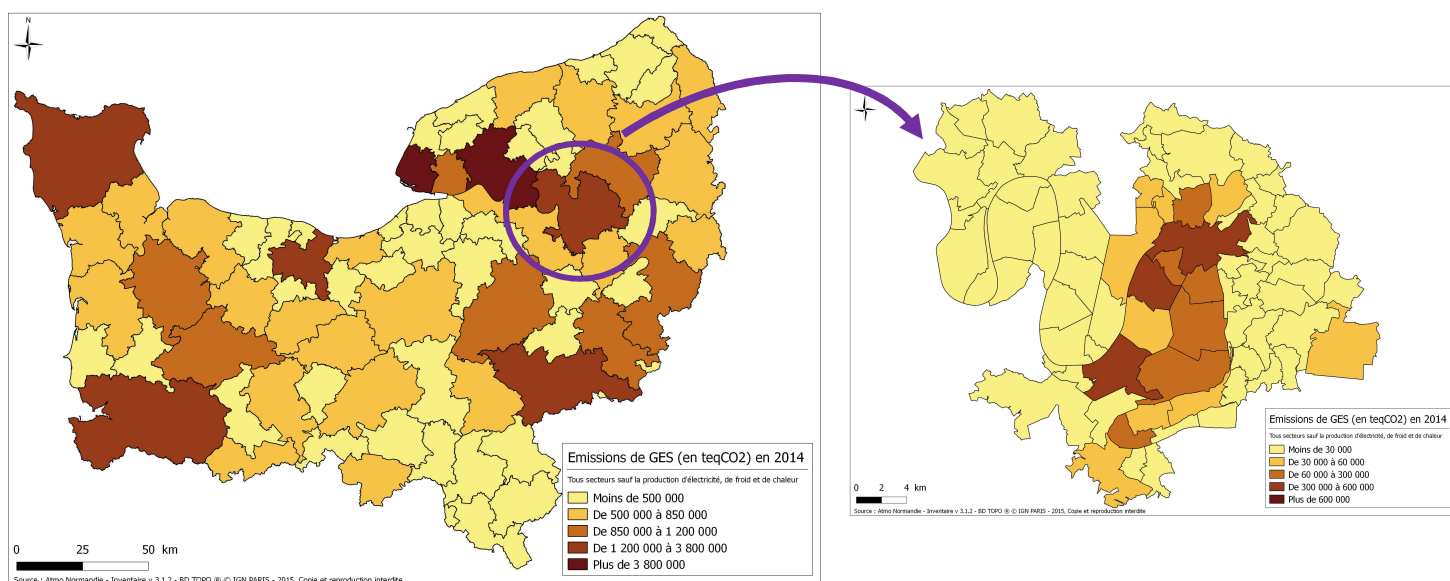 N
Emissions de GES (en teqCO2) en 2014
Tous secteurs sauf la production d'électricité, de froid et de chaleur
Moins de 500 000
De 500 000 à 850 000
De 850 000 à 1 200 000
De 1 200 000 à 3 800 000
Plus de 3 800 000
0 25 50 km
Source : Atmo Normandie - Inventaire v 3.1.2 - BD TOPO ® © IGN PARIS - 2015, Copie et reproduction interdite
Emissions de GES (en teqCO2) en 2014
Tous secteurs sauf la production d'électricité, de froid et de chaleur
Moins de 30 000
De 30 000 à 60 000
De 60 000 à 300 000
De 300 000 à 600 000
Plus de 600 000
0 2 4 km
Source : Atmo Normandie - Inventaire v 3.1.2 - BD TOPO ® © IGN PARIS - 2015, Copie et reproduction interdite